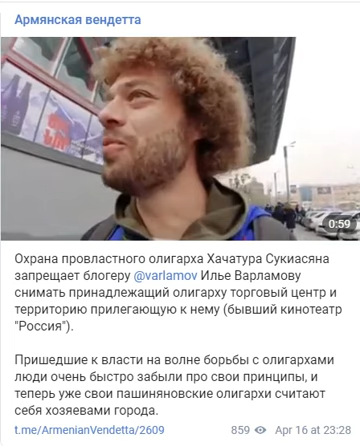 Армянская вендетта
0:59
Охрана провластного олигарха Хачатура Сукиасяна
запрещает блогеру @varlamov Илье Варламову
снимать принадлежащий олигарху торговый центр и
территорию прилегающую к нему (бывший кинотеатр
"Россия").
Пришедшие к власти на волне борьбы с олигархами
люди очень быстро забыли про свои принципы, и
теперь уже свои пашиняновские олигархи считают
себя хозяевами города.
t.me/ArmenianVendetta/2609 859 Apr 16 at 23:28